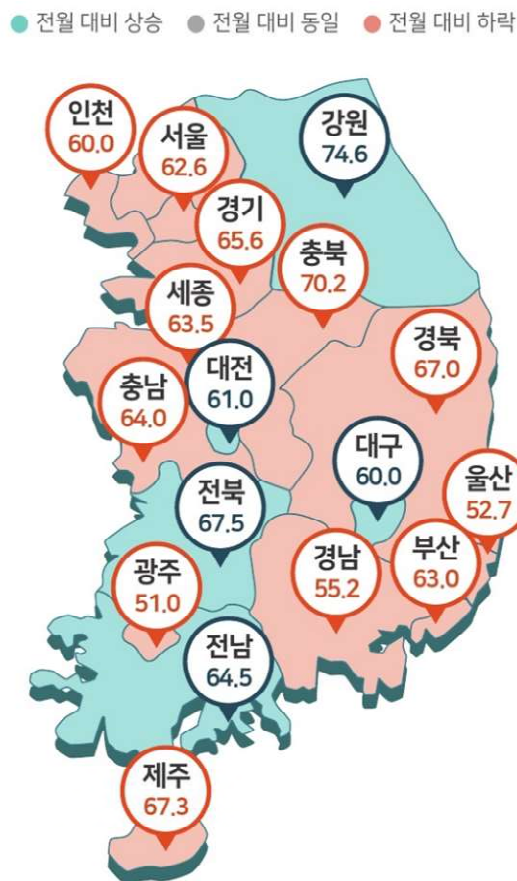 전월 대비 상승 전월 대비 동일 전월 대비 하락
인천
60.0
서울
62.6
강원
74.6
경기
65.6
충북
70.2
세종
63.5
경북
67.0
대전
61.0
충남
64.0
대구
60.0
울산
52.7
전북
67.5
경남
55.2
부산
63.0
광주
51.0
전남
64.5
제주
67.3